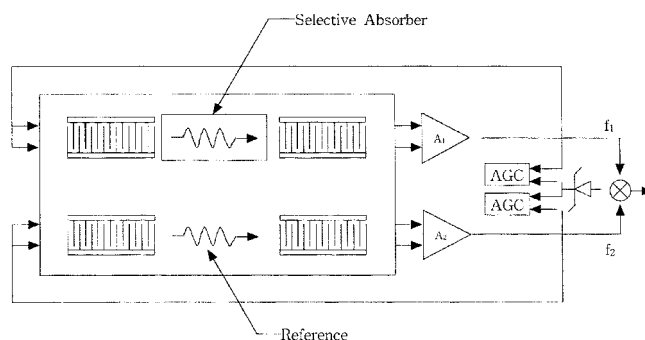 Selective Absorber
A₁
f₁
AGC
AGC
A₂
f₂
Reference